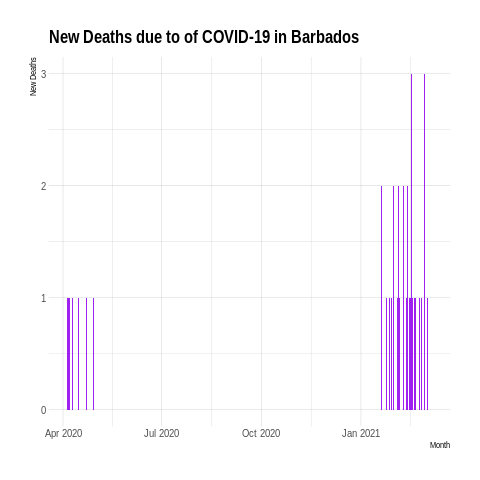 New Deaths due to of COVID-19 in Barbados
New Deaths
3
2
1
0
Apr 2020 Jul 2020 Oct 2020 Jan 2021
Month